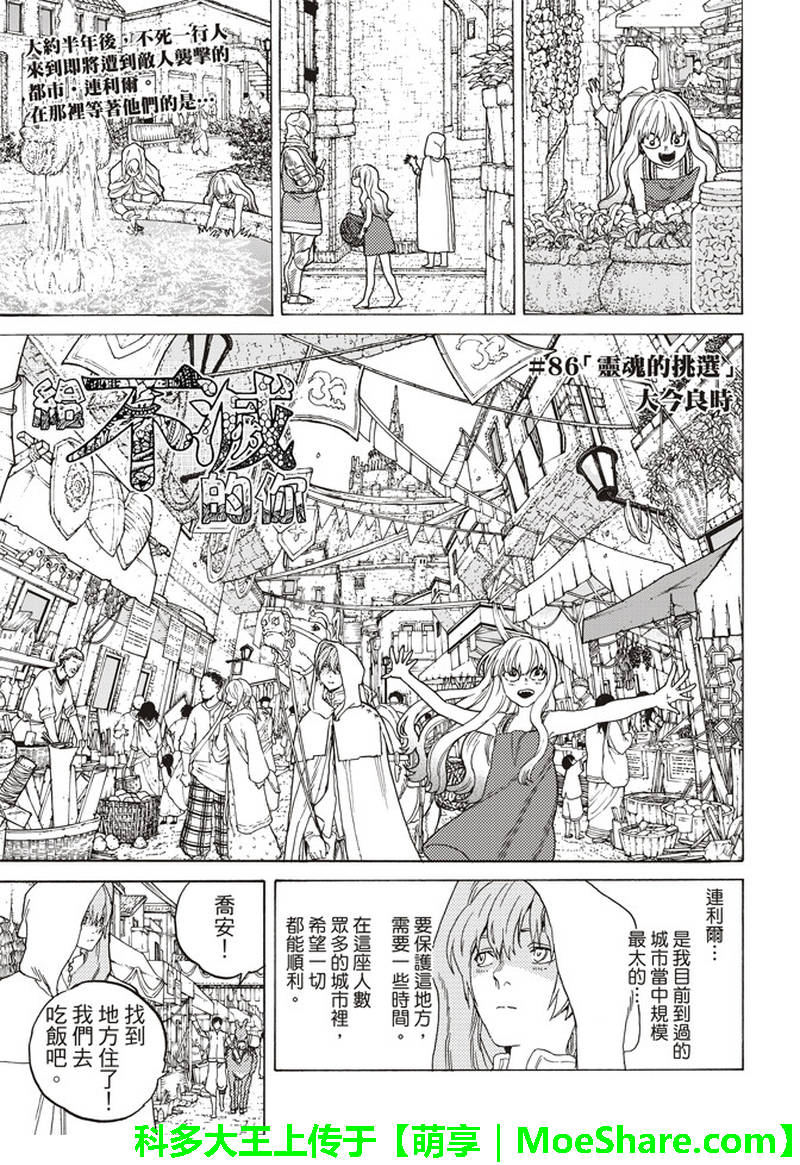 大約半年後，不死一行人
來到即將遭到敵人襲擊的
都市・連利爾。
在那裡等著他們的是…
#86「靈魂的挑選」
大今良時
給不滅
的你
連利爾…
是我目前到過的
城市當中規模
最大的…
要保護這地方，
需要一些時間。
在這座人數
眾多的城市裡，
希望一切
都能順利。
喬安！
找到
地方住了！
我們去
吃飯吧。
科多大王上传于【萌享 | MoeShare.com】